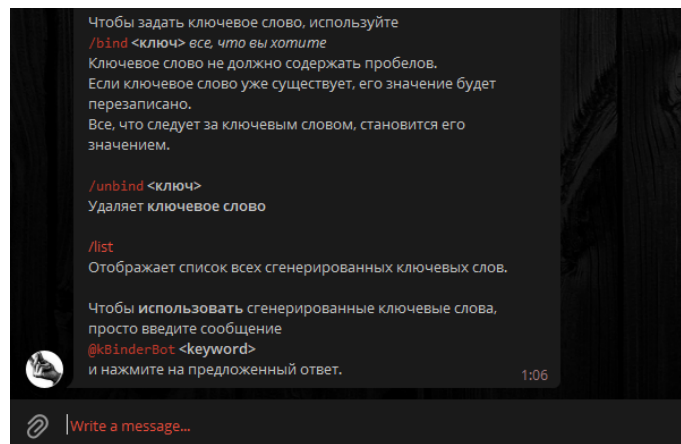 Чтобы задать ключевое слово, используйте
/bind <ключ> все, что вы хотите
Ключевое слово не должно содержать пробелов.
Если ключевое слово уже существует, его значение будет
перезаписано.
Все, что следует за ключевым словом, становится его
значением.
/unbind <ключ>
Удаляет ключевое слово
/list
Отображает список всех сгенерированных ключевых слов.
Чтобы использовать сгенерированные ключевые слова,
просто введите сообщение
@kBinderBot <keyword>
и нажмите на предложенный ответ.
1:06
Write a message...